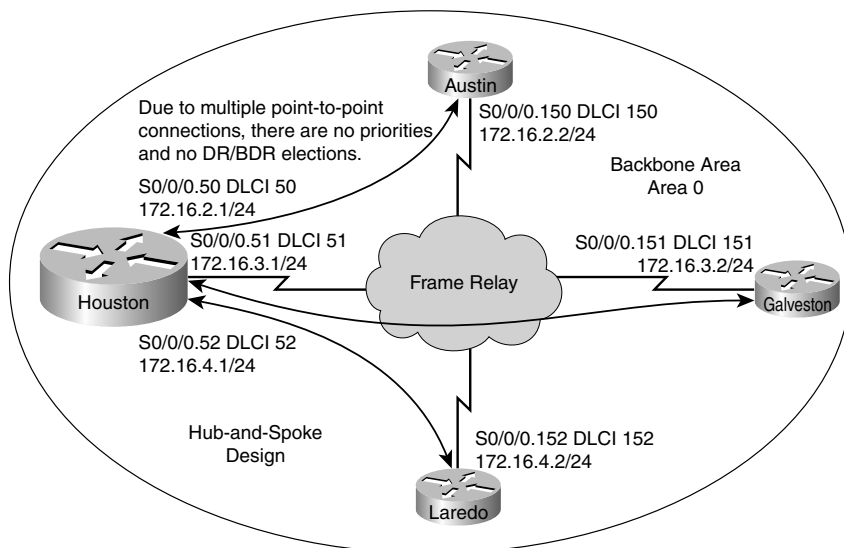 Austin
Due to multiple point-to-point
connections, there are no priorities
and no DR/BDR elections.
S0/0/0.150 DLCI 150
172.16.2.2/24
Backbone Area
Area 0
S0/0/0.50 DLCI 50
172.16.2.1/24
S0/0/0.51 DLCI 51
172.16.3.1/24
S0/0/0.151 DLCI 151
172.16.3.2/24
Houston
Frame Relay
Galveston
S0/0/0.52 DLCI 52
172.16.4.1/24
Hub-and-Spoke
Design
S0/0/0.152 DLCI 152
172.16.4.2/24
Laredo